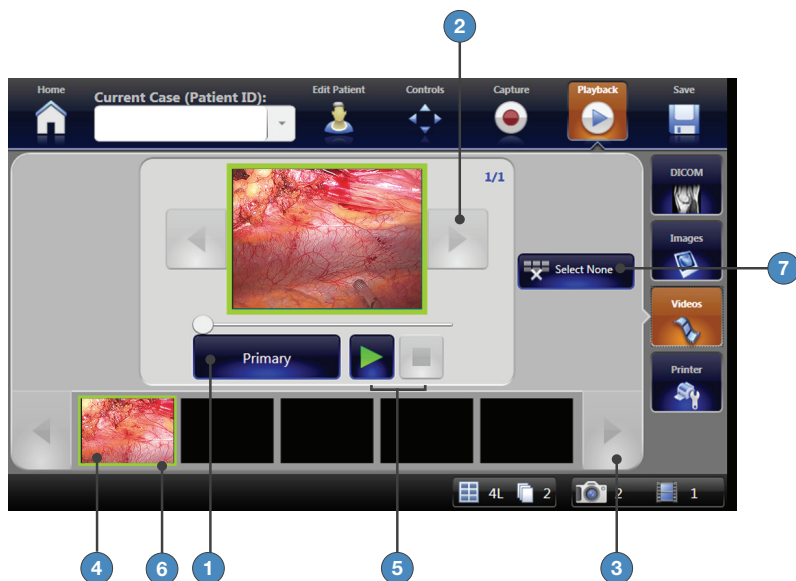 2
Home
Current Case (Patient ID):
Edit Patient
Controls
Capture
Playback
Save
1/1
DICOM
Images
Select None
7
Videos
Primary
Printer
4L
2
2
1
4
6
1
5
3